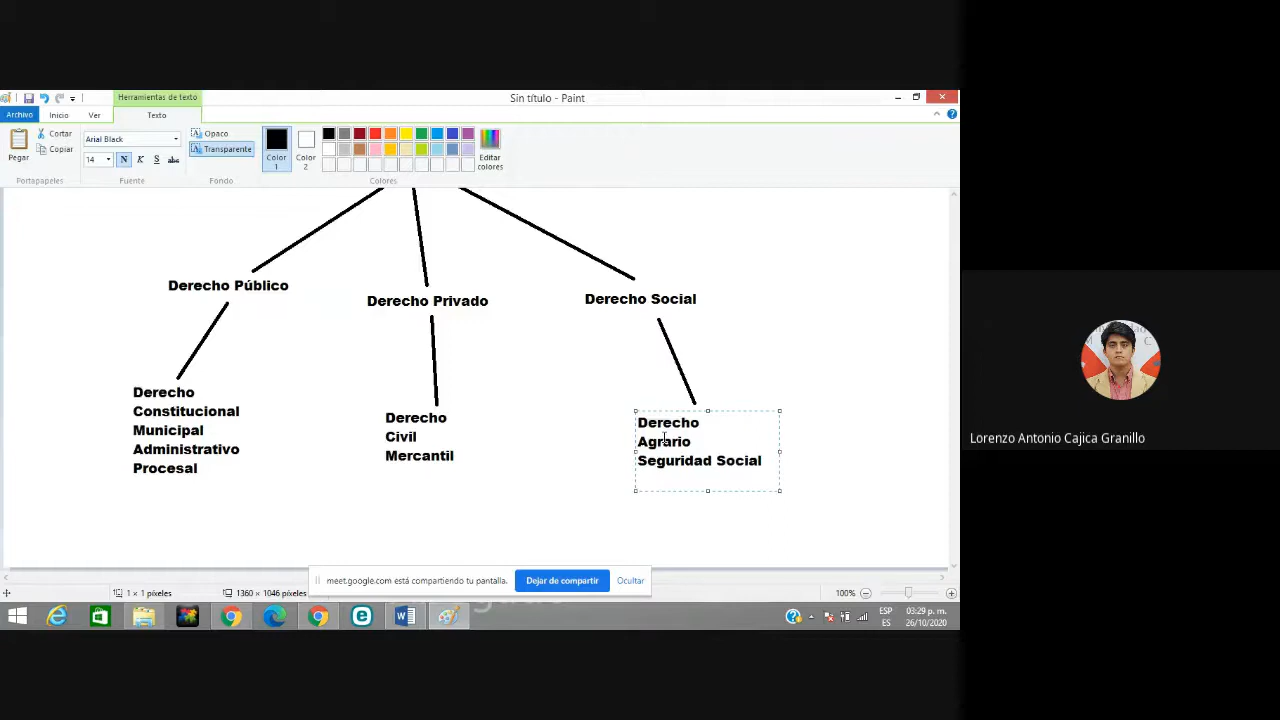 Herramientas de texto
Sin título - Paint
Archivo
Inicio
Ver
Texto
Pegar
Cortar
Copiar
Portapapeles
Arial Black
14
N
K
S
abc
Fuente
Opaco
Transparente
Fondo
Color
1
Color
2
Editar
colores
Colores
Derecho Público
Derecho Privado
Derecho Social
Derecho
Constitucional
Municipal
Administrativo
Procesal
Derecho
Civil
Mercantil
Derecho
Agrario
Seguridad Social
Lorenzo Antonio Cajica Granillo
meet.google.com está compartiendo tu pantalla.
Dejar de compartir
Ocultar
1 × 1 píxeles
1360 × 1046 píxeles
100%
ESP
ES
03:29 p. m.
26/10/2020